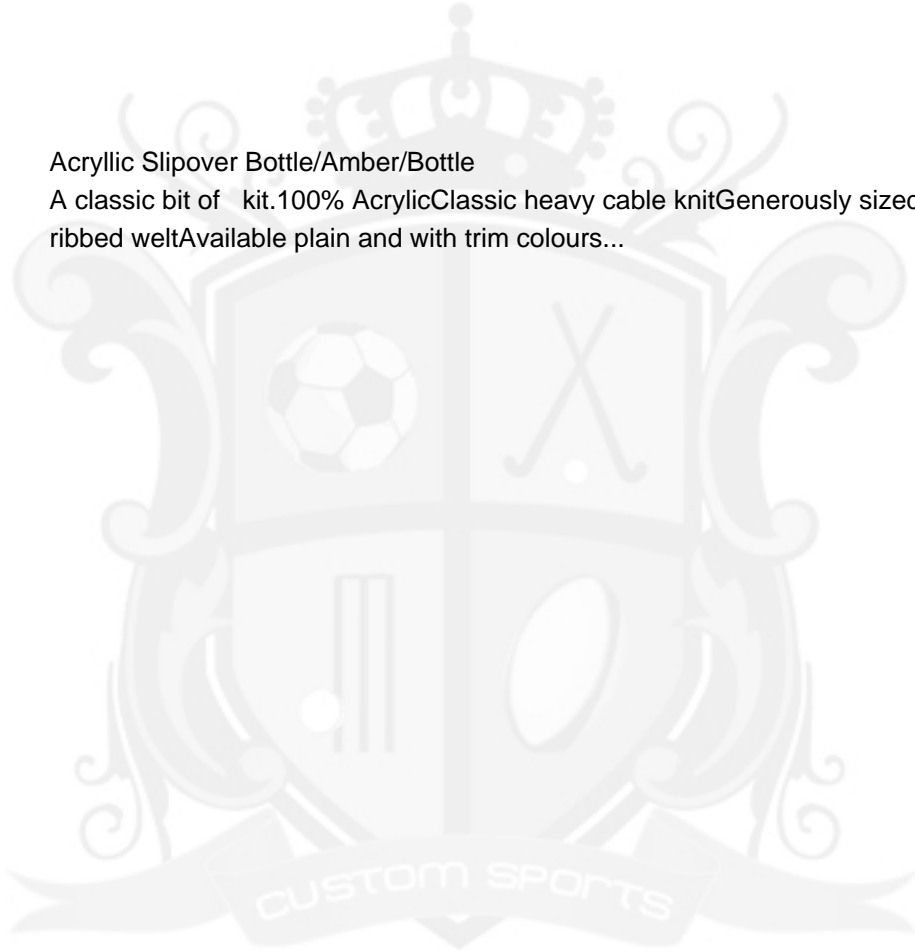 Acryllic Slipover Bottle/Amber/Bottle
A classic bit of   kit.100% AcrylicClassic heavy cable knitGenerously sized
ribbed weltAvailable plain and with trim colours...
CUSTOM SPORTS